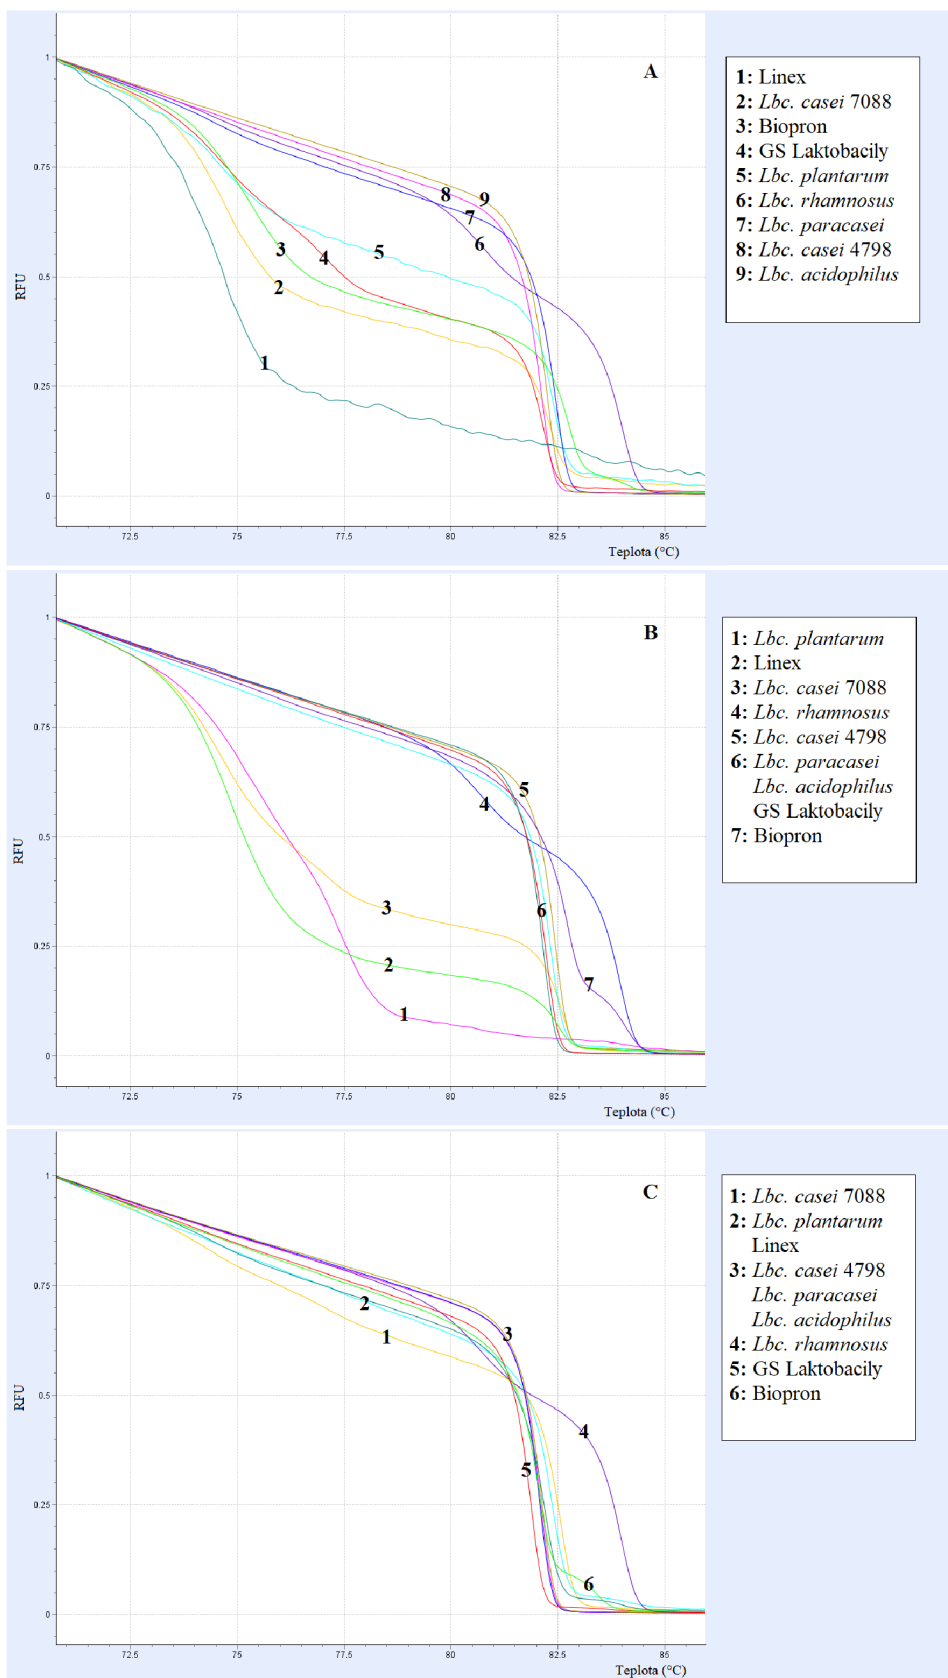 A
1
0.75
0.5
0.25
0
RFU
72.5
75
77.5
80
82.5
85
Teplota (°C)
1
2
3
4
5
6
7
8
9
1: Linex
2: Lbc. casei 7088
3: Biopron
4: GS Laktobacily
5: Lbc. plantarum
6: Lbc. rhamnosus
7: Lbc. paracasei
8: Lbc. casei 4798
9: Lbc. acidophilus
B
1
0.75
0.5
0.25
0
RFU
72.5
75
77.5
80
82.5
85
Teplota (°C)
1
2
3
4
5
6
7
1: Lbc. plantarum
2: Linex
3: Lbc. casei 7088
4: Lbc. rhamnosus
5: Lbc. casei 4798
6: Lbc. paracasei
Lbc. acidophilus
GS Laktobacily
7: Biopron
C
1
0.75
0.5
0.25
0
RFU
72.5
75
77.5
80
82.5
85
Teplota (°C)
1
2
3
4
5
6
1: Lbc. casei 7088
2: Lbc. plantarum
Linex
3: Lbc. casei 4798
Lbc. paracasei
Lbc. acidophilus
4: Lbc. rhamnosus
5: GS Laktobacily
6: Biopron